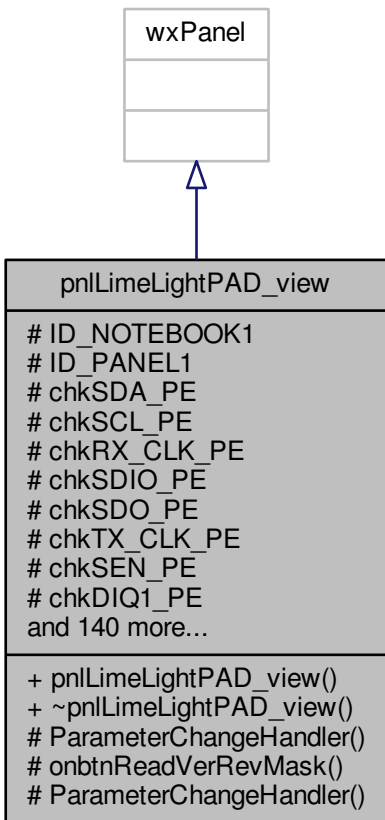 wxPanel
pnlLimeLightPAD_view
# ID_NOTEBOOK1
# ID_PANEL1
# chkSDA_PE
# chkSCL_PE
# chkRX_CLK_PE
# chkSDIO_PE
# chkSDO_PE
# chkTX_CLK_PE
# chkSEN_PE
# chkDIQ1_PE
and 140 more...
+ pnlLimeLightPAD_view()
+ ~pnlLimeLightPAD_view()
# ParameterChangeHandler()
# onbtnReadVerRevMask()
# ParameterChangeHandler()